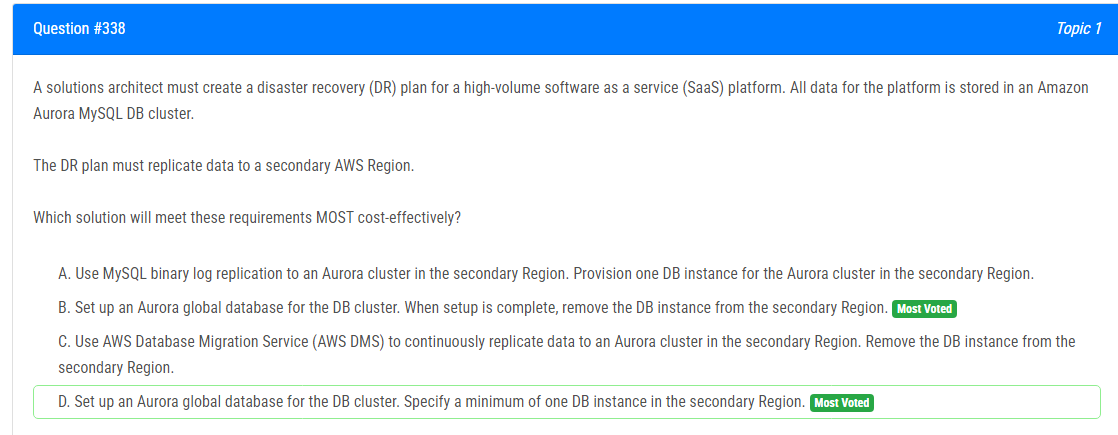 Question #338
Topic 1
A solutions architect must create a disaster recovery (DR) plan for a high-volume software as a service (SaaS) platform. All data for the platform is stored in an Amazon
Aurora MySQL DB cluster.
The DR plan must replicate data to a secondary AWS Region.
Which solution will meet these requirements MOST cost-effectively?
A. Use MySQL binary log replication to an Aurora cluster in the secondary Region. Provision one DB instance for the Aurora cluster in the secondary Region.
B. Set up an Aurora global database for the DB cluster. When setup is complete, remove the DB instance from the secondary Region. Most Voted
C. Use AWS Database Migration Service (AWS DMS) to continuously replicate data to an Aurora cluster in the secondary Region. Remove the DB instance from the
secondary Region.
D. Set up an Aurora global database for the DB cluster. Specify a minimum of one DB instance in the secondary Region. Most Voted